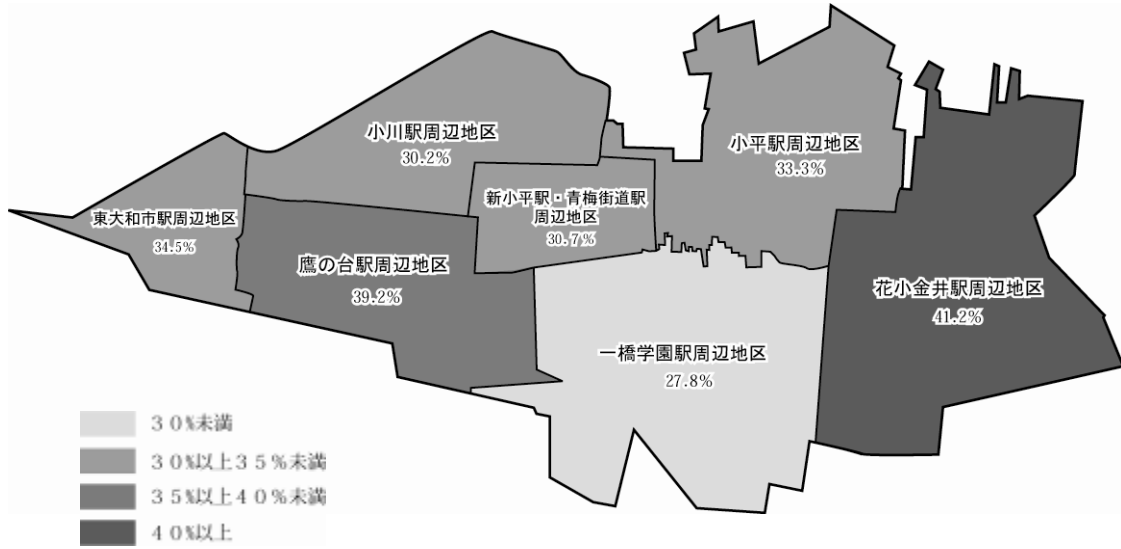 小川駅周辺地区
30.2%
小平駅周辺地区
33.3%
新小平駅・青梅街道駅
周辺地区
30.7%
東大和市駅周辺地区
34.5%
鷹の台駅周辺地区
39.2%
花小金井駅周辺地区
41.2%
一橋学園駅周辺地区
27.8%
３０%未満
３０%以上３５%未満
３５%以上４０%未満
４０%以上